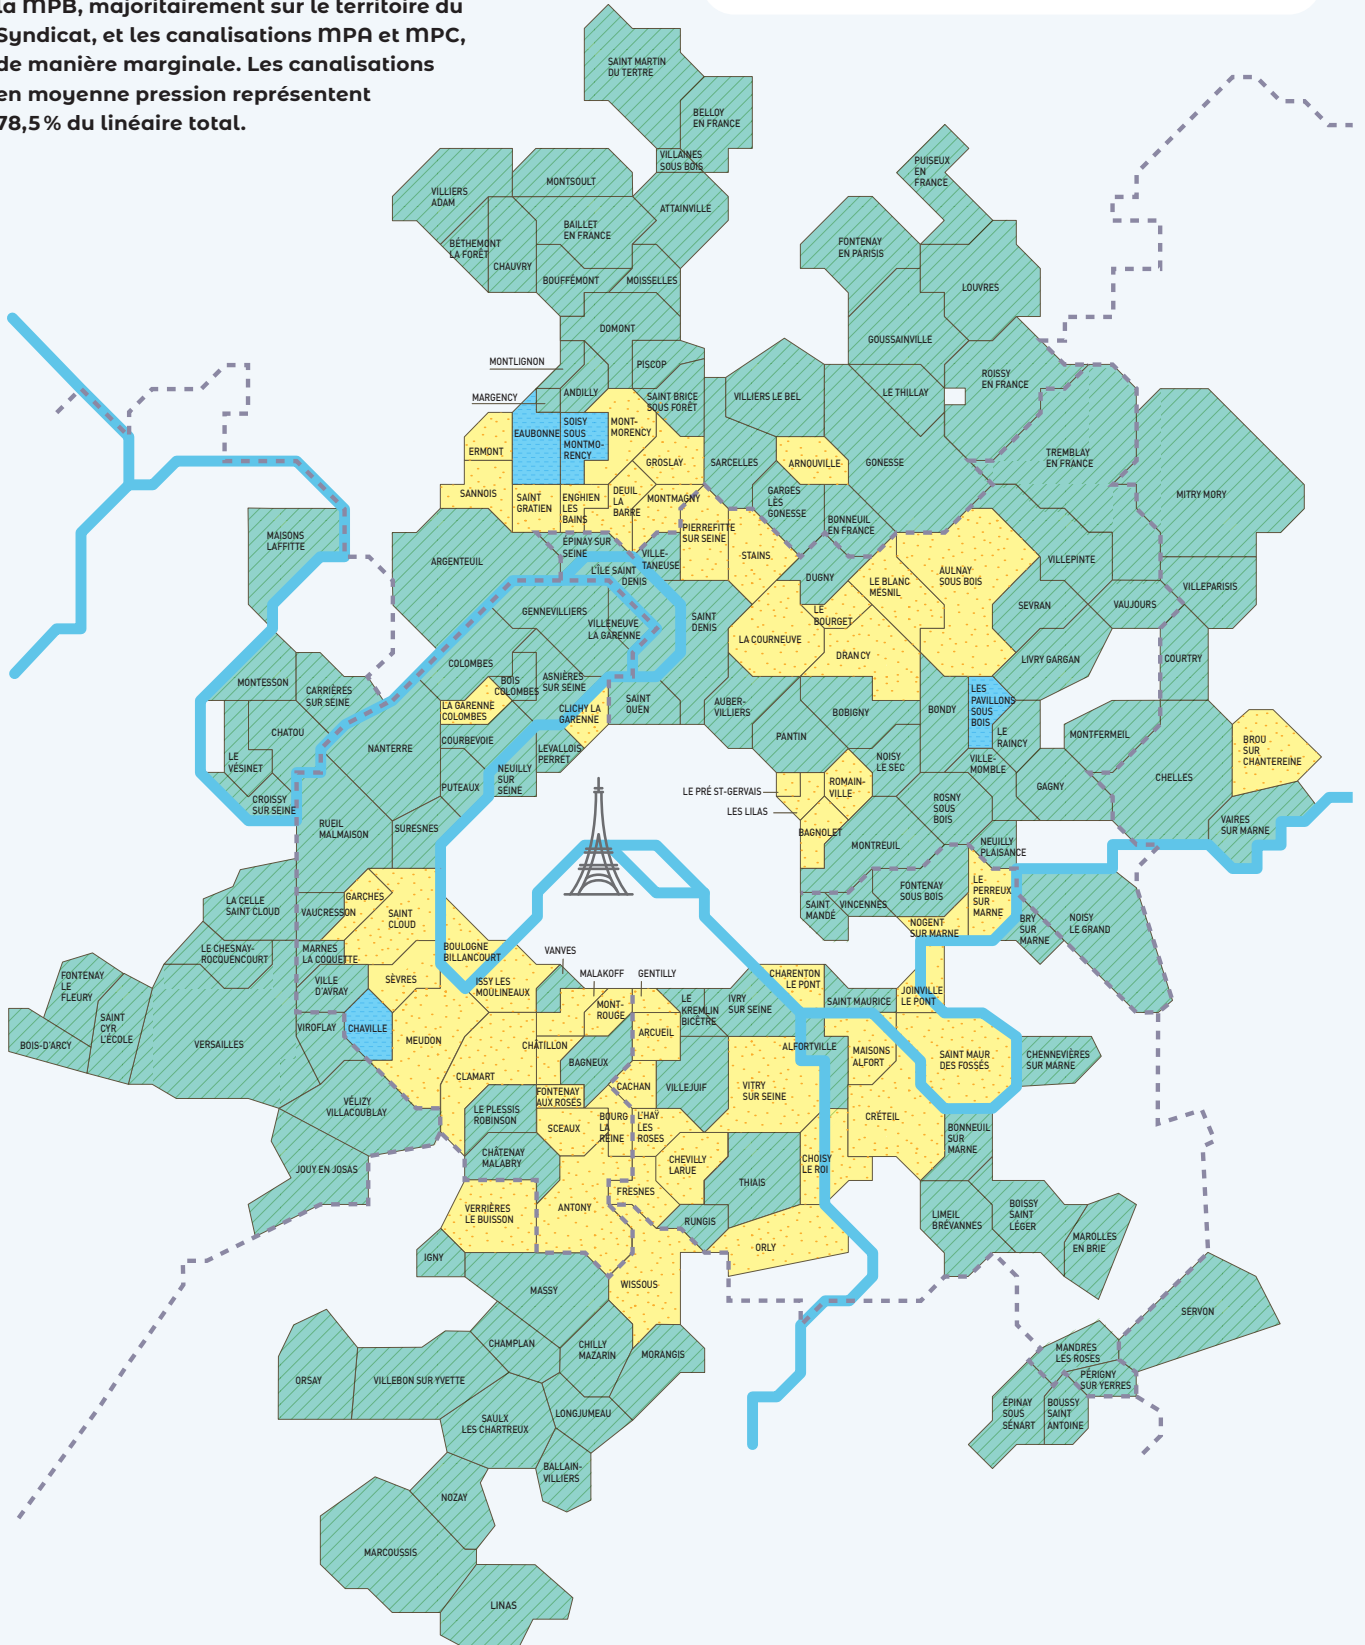 la MPB, majoritairement sur le territoire du
Syndicat, et les canalisations MPA et MPC,
de manière marginale. Les canalisations
en moyenne pression représentent
78,5 % du linéaire total.
SAINT MARTIN
DU TERTRE
BELLOY
EN FRANCE
VILLAINES
SOUS BOIS
PUISEUX
EN
FRANCE
VILLIERS
ADAM
MONTSOULT
ATTAINVILLE
BAILLET
EN FRANCE
BÉTHEMONT
LA FORÊT
CHAUVRY
BOUFFÉMONT
MOISSELLES
FONTENAY
EN PARISIS
LOUVRES
DOMONT
GOUSSAINVILLE
MONTLIGNON
PISCOP
ROISSY
EN FRANCE
MARGENCY
ANDILLY
SAINT BRICE
SOUS FORÊT
VILLIERS LE BEL
LE THILLAY
EAUBONNE
SOISY
SOUS
MONTMO-
RENCY
MONT-
MORENCY
ERMONT
GROSLAY
SARCELLES
ARNOUVILLE
GONESSE
TREMBLAY
EN FRANCE
MITRY MORY
SANNOIS
SAINT
GRATIEN
ENGHIEN
LES
BAINS
DEUIL
LA
BARRE
MONTMAGNY
GARGES
LÈS
GONESSE
BONNEUIL
EN FRANCE
PIERREFITTE
SUR SEINE
MAISONS
LAFFITTE
ARGENTEUIL
ÉPINAY SUR
SEINE
VILLE-
TANEUSE
L'ÎLE SAINT
DENIS
STAINS
DUGNY
LE BLANC
MESNIL
AULNAY
SOUS BOIS
VILLEPINTE
VILLEPARISIS
GENNEVILLIERS
VILLENEUVE
LA GARENNE
SAINT
DENIS
LE
BOURGET
SEVRAN
VAUJOURS
LA COURNEUVE
DRANCY
LIVRY GARGAN
COURTRY
MONTESSON
CARRIÈRES
SUR SEINE
COLOMBES
BOIS
COLOMBES
ASNIÈRES
SUR SEINE
LA GARENNE
COLOMBES
CLICHY LA
GARENNE
SAINT
OUEN
AUBER-
VILLIERS
BOBIGNY
BONDY
LES
PAVILLONS
SOUS
BOIS
LE
RAINCY
MONTFERMEIL
CHATOU
NANTERRE
COURBEVOIE
LEVALLOIS
PERRET
PANTIN
NOISY
LE SEC
VILLE-
MOMBLE
BROU
SUR
CHANTEREINE
LE
VÉSINET
NEUILLY
SUR
SEINE
PUTEAUX
ROMAIN-
VILLE
GAGNY
CHELLES
LE PRÉ ST-GERVAIS
CROISSY
SUR SEINE
LES LILAS
ROSNY
SOUS
BOIS
RUEIL
MALMAISON
SURESNES
BAGNOLET
MONTREUIL
NEUILLY
PLAISANCE
VAIRES
SUR MARNE
LA CELLE
SAINT CLOUD
VAUCRESSON
GARCHES
SAINT
CLOUD
SAINT
MANDÉ
VINCENNES
FONTENAY
SOUS BOIS
LE
PERREUX
SUR
MARNE
NOGENT
SUR MARNE
BRY
SUR
MARNE
NOISY
LE GRAND
LE CHESNAY-
ROCQUENCOURT
MARNES
LA COQUETTE
BOULOGNE
BILLANCOURT
VANVES
FONTENAY
LE
FLEURY
VILLE
D'AVRAY
SÈVRES
ISSY LES
MOULINEAUX
MALAKOFF
GENTILLY
CHARENTON
LE PONT
SAINT MAURICE
JOINVILLE
LE PONT
SAINT
CYR
L'ÉCOLE
BOIS-D'ARCY
VERSAILLES
VIROFLAY
CHAVILLE
MEUDON
MONT-
ROUGE
LE
KREMLIN
BICÊTRE
IVRY
SUR SEINE
ARCUEIL
CHÂTILLON
BAGNEUX
ALFORTVILLE
MAISONS
ALFORT
SAINT MAUR
DES FOSSÉS
CHENNEVIÈRES
SUR MARNE
CLAMART
FONTENAY
AUX ROSES
CACHAN
VILLEJUIF
VITRY
SUR SEINE
VÉLIZY
VILLACOUBLAY
LE PLESSIS
ROBINSON
SCEAUX
BOURG
LA
REINE
L'HAŸ
LES
ROSES
CRÉTEIL
BONNEUIL
SUR
MARNE
JOUY EN JOSAS
CHÂTENAY
MALABRY
CHEVILLY
LARUE
CHOISY
LE ROI
THIAIS
FRESNES
VERRIÈRES
LE BUISSON
ANTONY
RUNGIS
LIMEIL
BRÉVANNES
BOISSY
SAINT
LÉGER
MAROLLES
EN BRIE
IGNY
ORLY
MASSY
WISSOUS
SERVON
ORSAY
VILLEBON SUR YVETTE
CHAMPLAN
CHILLY
MAZARIN
MORANGIS
MANDRES
LES ROSES
PÉRIGNY
SUR YERRES
SAULX
LES CHARTREUX
LONGJUMEAU
ÉPINAY
SOUS
SÉNART
BOUSSY
SAINT
ANTOINE
BALLAIN-
VILLIERS
NOZAY
MARCOUSSIS
LINAS